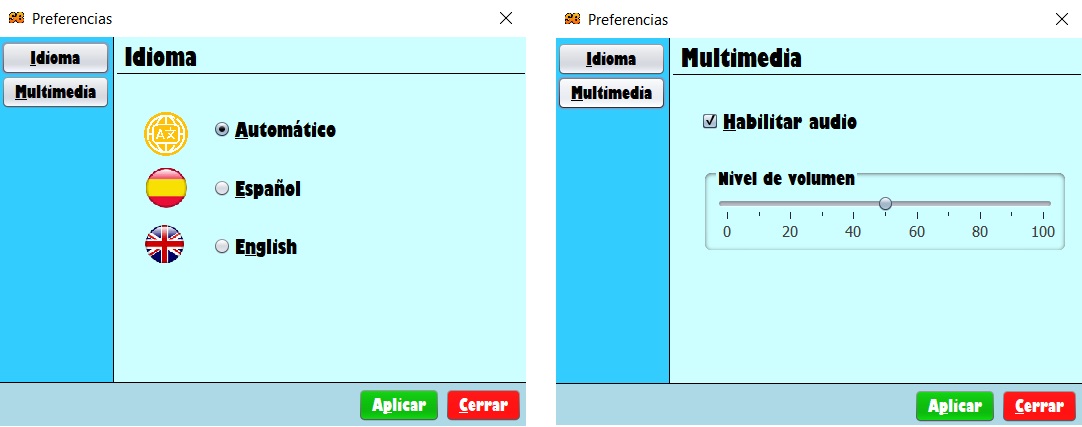 Preferencias
Idioma
Multimedia
Idioma
Automático
Español
English
Aplicar
Cerrar
Preferencias
Idioma
Multimedia
Multimedia
Habilitar audio
Nivel de volumen
0 20 40 60 80 100
Aplicar
Cerrar